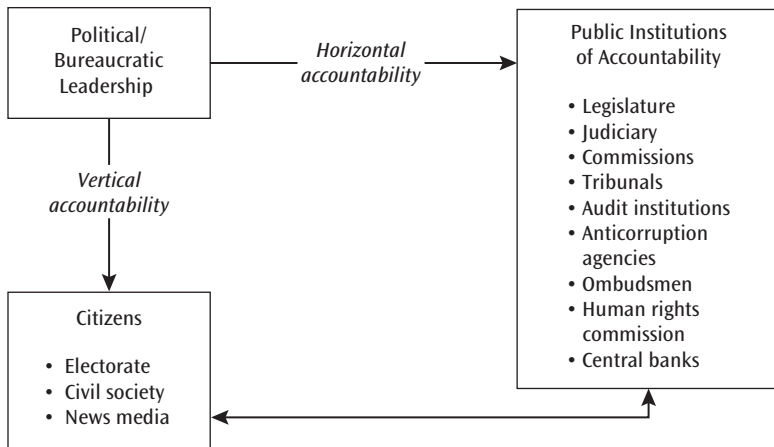 Political/
Bureaucratic
Leadership
Horizontal
accountability
Public Institutions
of Accountability
• Legislature
• Judiciary
• Commissions
• Tribunals
• Audit institutions
• Anticorruption
agencies
• Ombudsmen
• Human rights
commission
• Central banks
Vertical
accountability
Citizens
• Electorate
• Civil society
• News media